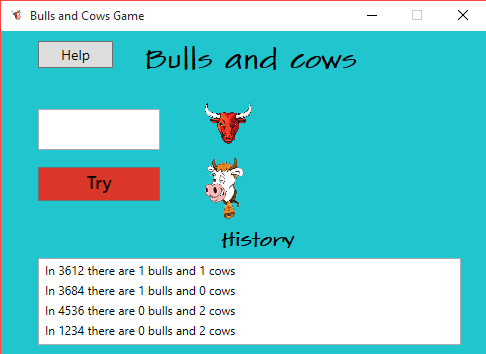 Bulls and Cows Game
Help
Bulls and cows
Try
History
In 3612 there are 1 bulls and 1 cows
In 3684 there are 1 bulls and 0 cows
In 4536 there are 0 bulls and 2 cows
In 1234 there are 0 bulls and 2 cows